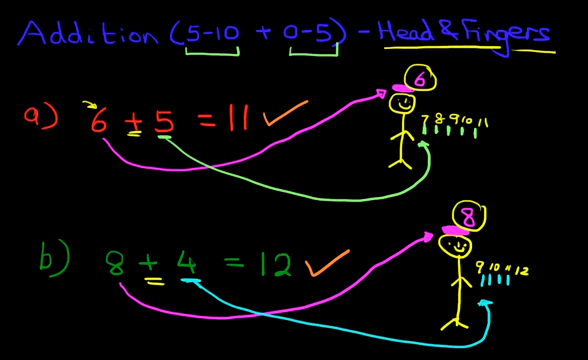 Addition (5-10 + 0-5) - Head & Fingers
6
a) 6 + 5 = 11
7 8 9 10 11
8
b) 8 + 4 = 12
9 10 11 12